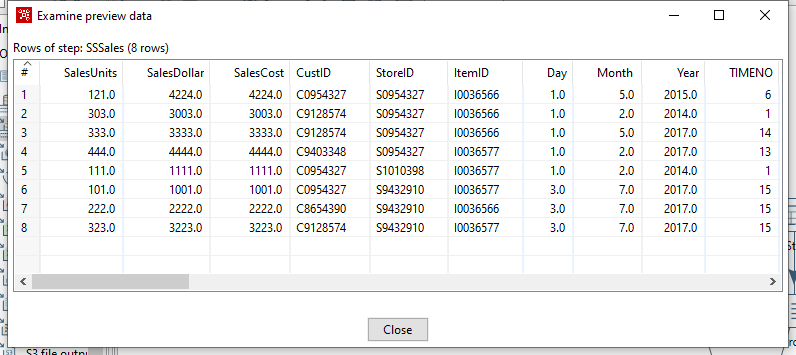 Examine preview data
Rows of step: SSSales (8 rows)
# SalesUnits SalesDollar SalesCost CustID StoreID ItemID Day Month Year TIMENO
1 121.0 4224.0 4224.0 C0954327 S0954327 I0036566 1.0 5.0 2015.0 6
2 303.0 3003.0 3003.0 C9128574 S0954327 I0036566 1.0 2.0 2014.0 1
3 333.0 3333.0 3333.0 C9128574 S0954327 I0036566 1.0 5.0 2017.0 14
4 444.0 4444.0 4444.0 C9403348 S0954327 I0036577 1.0 2.0 2017.0 13
5 111.0 1111.0 1111.0 C0954327 S1010398 I0036577 1.0 2.0 2014.0 1
6 101.0 1001.0 1001.0 C0954327 S9432910 I0036577 3.0 7.0 2017.0 15
7 222.0 2222.0 2222.0 C8654390 S9432910 I0036566 3.0 7.0 2017.0 15
8 323.0 3223.0 3223.0 C9128574 S9432910 I0036577 3.0 7.0 2017.0 15
Close
S3 file outpu